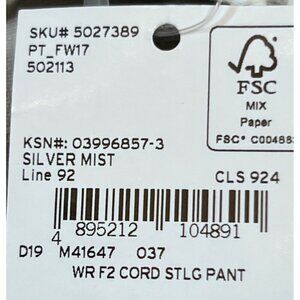 SKU# 5027389
PT_FW17
502113
FSC
MIX
Paper
KSN#: 03996857-3
SILVER MIST
Line 92
CLS 924
4 895212 104891
D19 M41647 037
WR F2 CORD STLG PANT